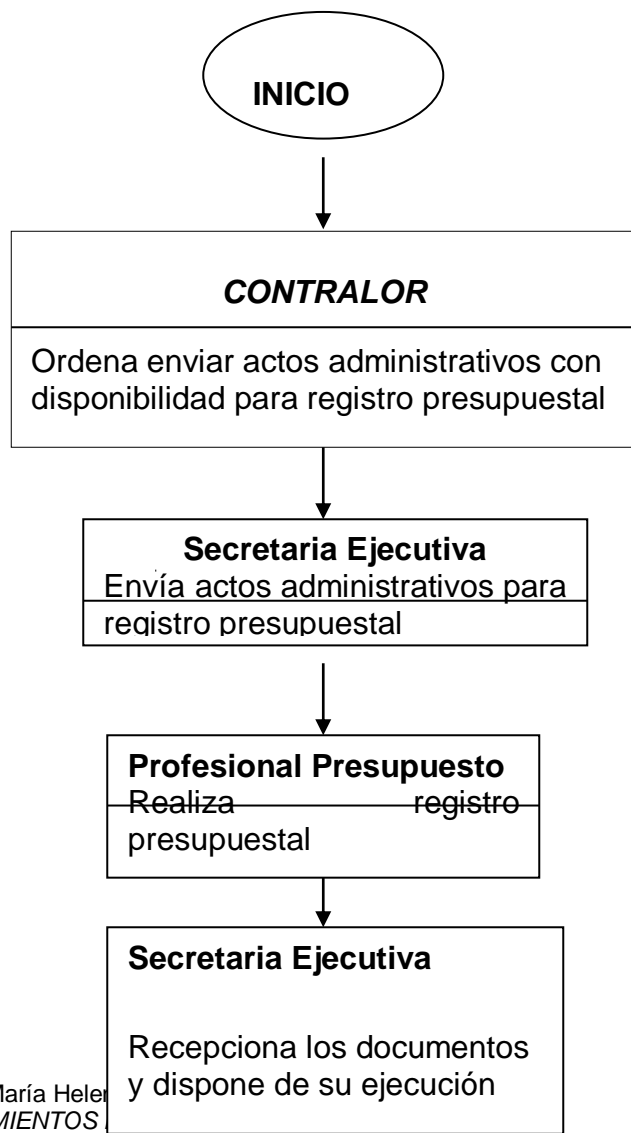 INICIO
CONTRALOR
Ordena enviar actos administrativos con
disponibilidad para registro presupuestal
Secretaria Ejecutiva
Envía actos administrativos para
registro presupuestal
Profesional Presupuesto
Realiza registro
presupuestal
Secretaria Ejecutiva
Recepciona los documentos
y dispone de su ejecución
María